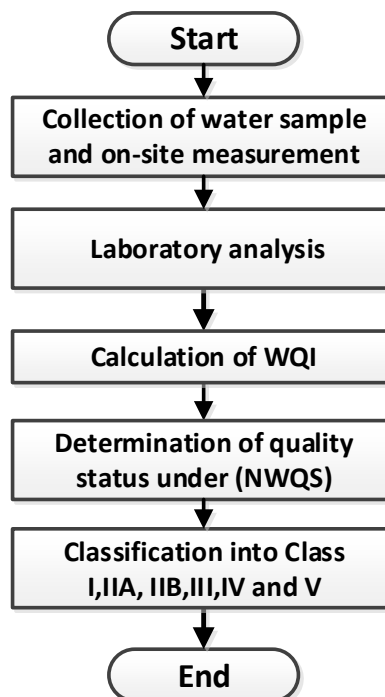 Start
Collection of water sample
and on-site measurement
Laboratory analysis
Calculation of WQI
Determination of quality
status under (NWQS)
Classification into Class
I,IIA, IIB,III,IV and V
End